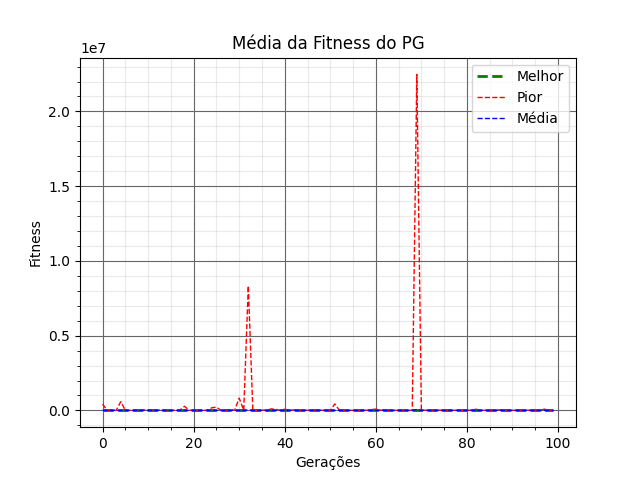 Média da Fitness do PG
1e7
Melhor
Pior
Média
2.0
1.5
1.0
0.5
0.0
Fitness
0 20 40 60 80 100
Gerações